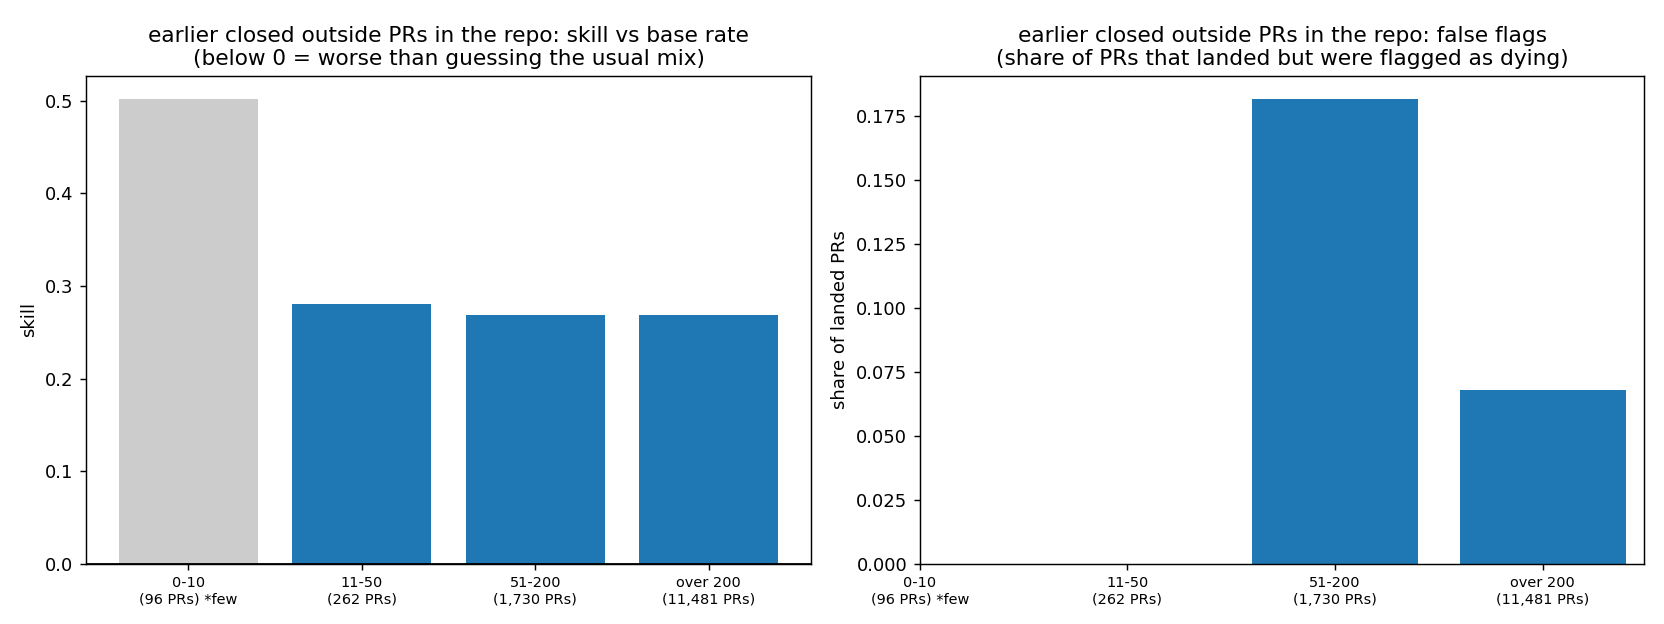 earlier closed outside PRs in the repo: skill vs base rate
(below 0 = worse than guessing the usual mix)
skill
0.5
0.4
0.3
0.2
0.1
0.0
0-10
(96 PRs) *few
11-50
(262 PRs)
51-200
(1,730 PRs)
over 200
(11,481 PRs)
earlier closed outside PRs in the repo: false flags
(share of PRs that landed but were flagged as dying)
share of landed PRs
0.175
0.150
0.125
0.100
0.075
0.050
0.025
0.000
0-10
(96 PRs) *few
11-50
(262 PRs)
51-200
(1,730 PRs)
over 200
(11,481 PRs)